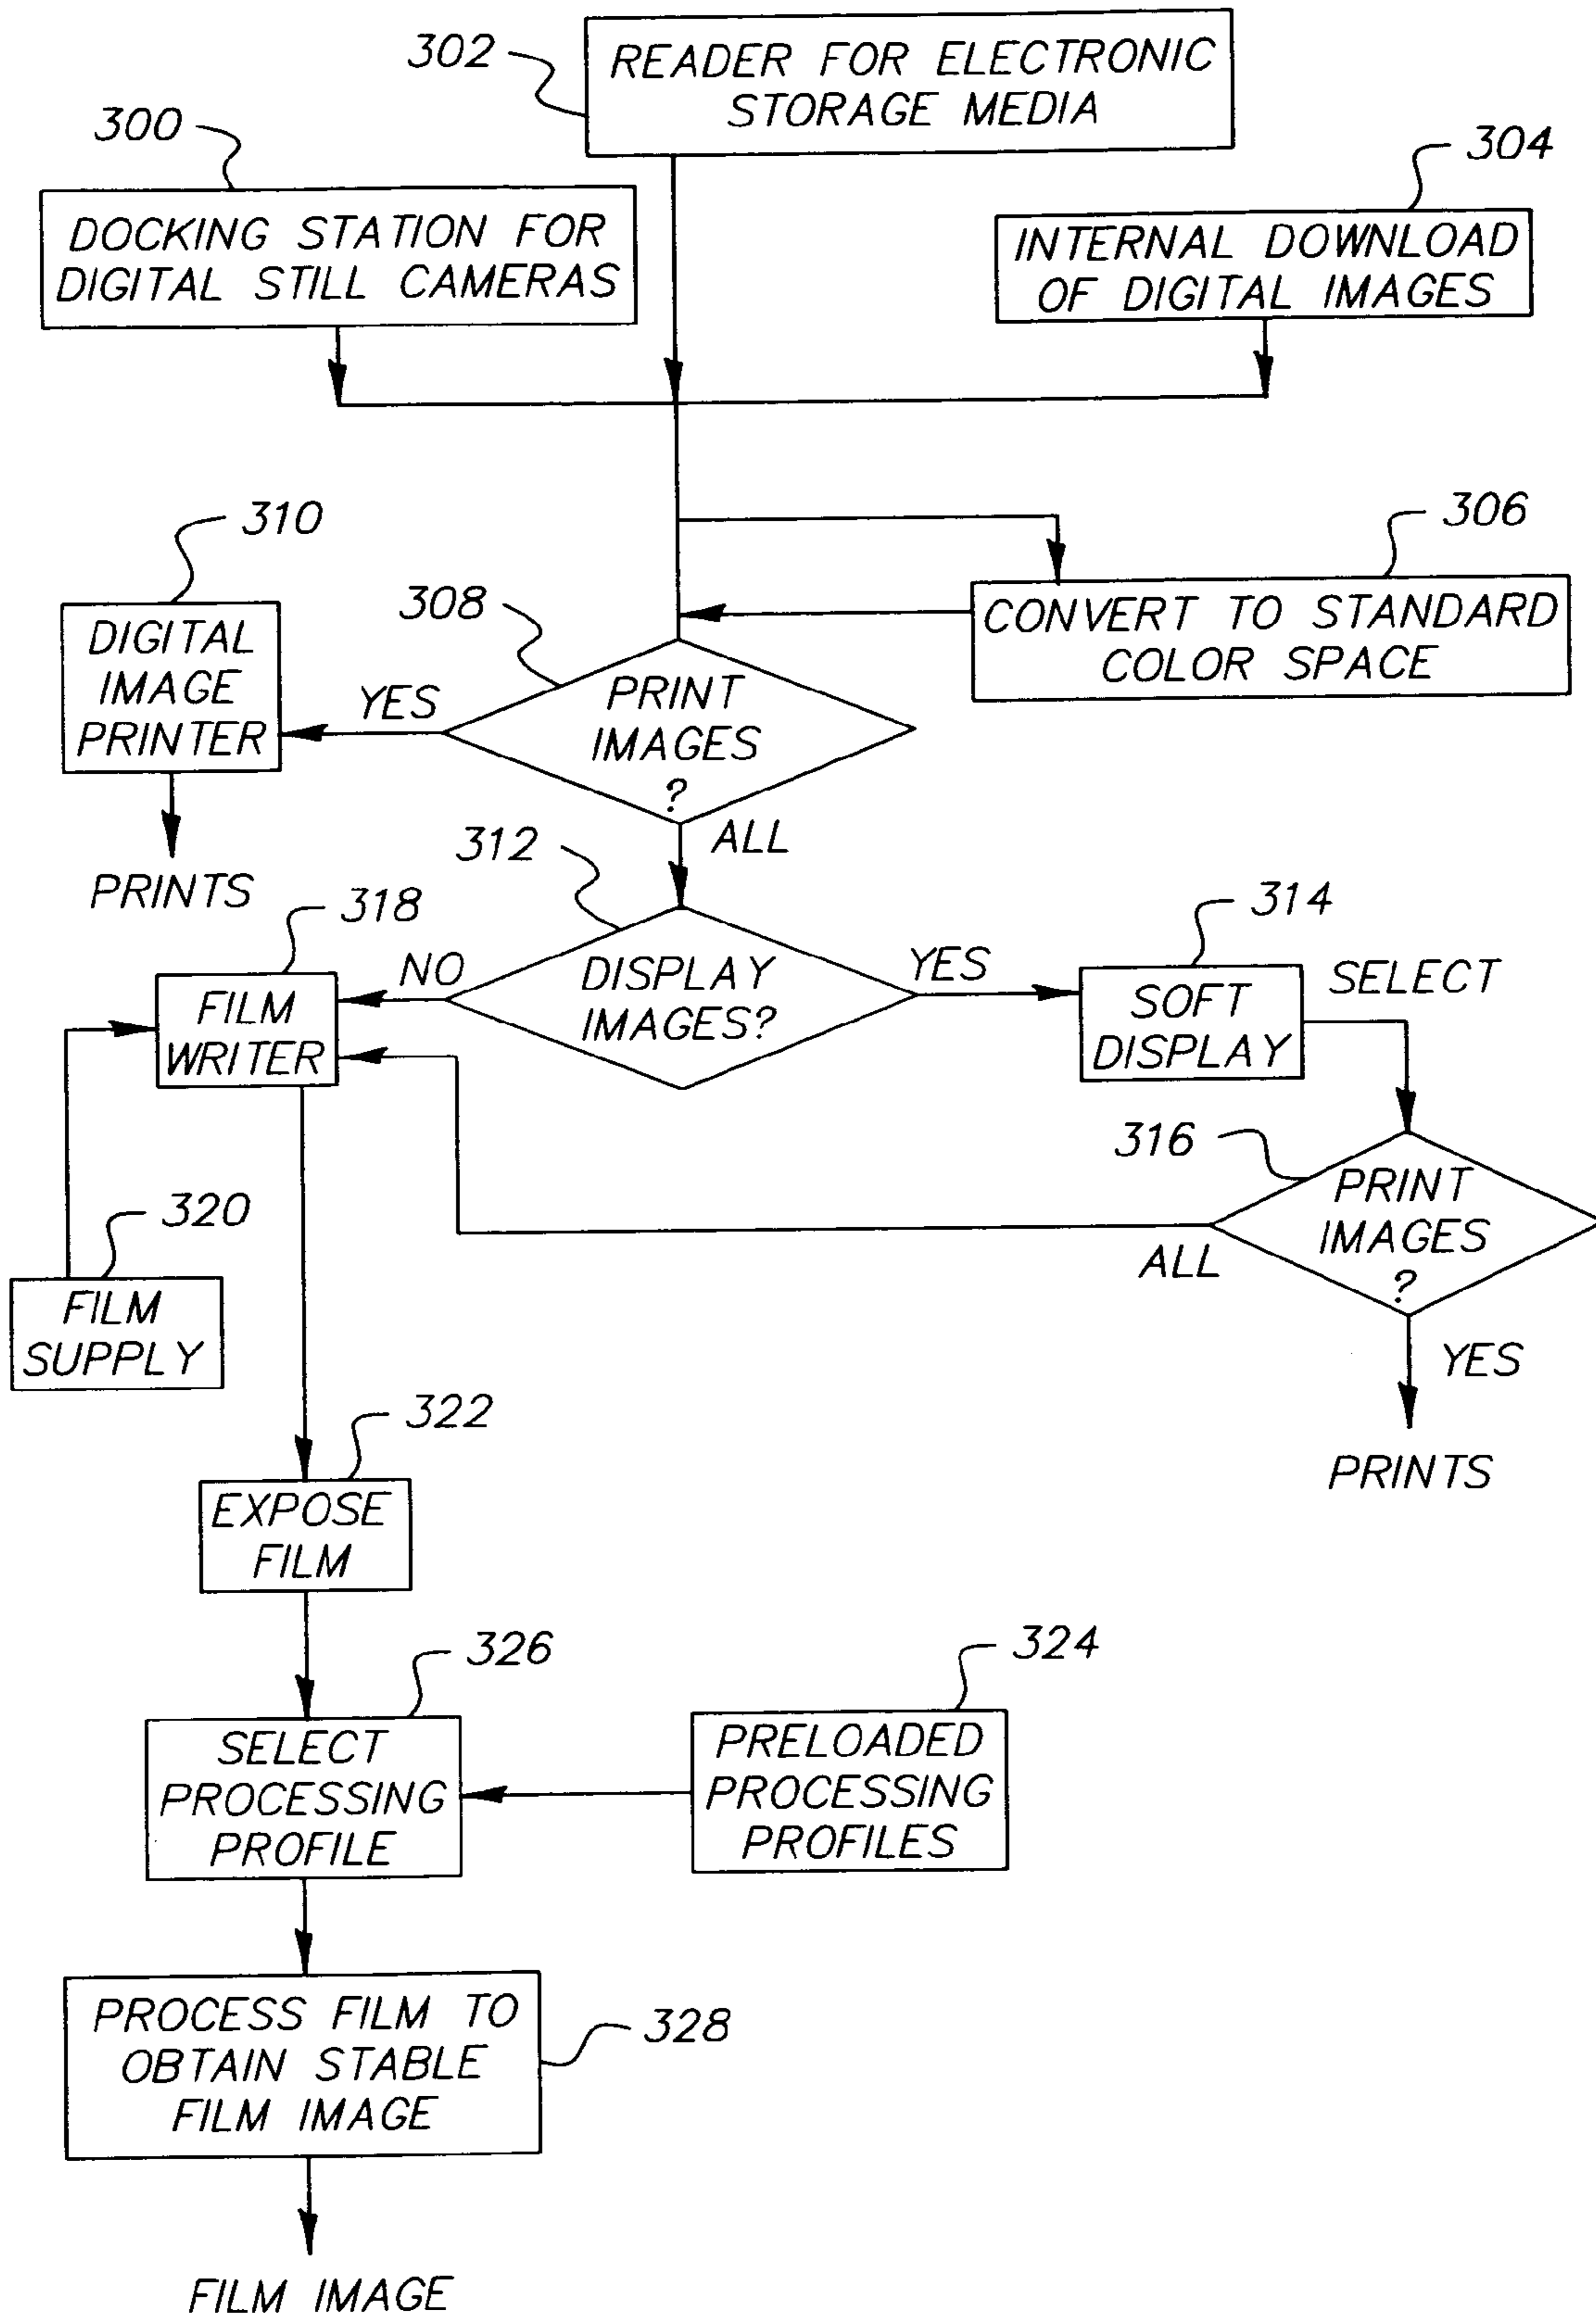 302
READER FOR ELECTRONIC
STORAGE MEDIA
300
DOCKING STATION FOR
DIGITAL STILL CAMERAS
304
INTERNAL DOWNLOAD
OF DIGITAL IMAGES
310
DIGITAL
IMAGE
PRINTER
PRINTS
306
CONVERT TO STANDARD
COLOR SPACE
308
PRINT
IMAGES
?
YES
ALL
312
DISPLAY
IMAGES?
NO
YES
314
SOFT
DISPLAY
SELECT
318
FILM
WRITER
316
PRINT
IMAGES
?
ALL
YES
PRINTS
320
FILM
SUPPLY
322
EXPOSE
FILM
326
SELECT
PROCESSING
PROFILE
324
PRELOADED
PROCESSING
PROFILES
PROCESS FILM TO
OBTAIN STABLE
FILM IMAGE
328
FILM IMAGE